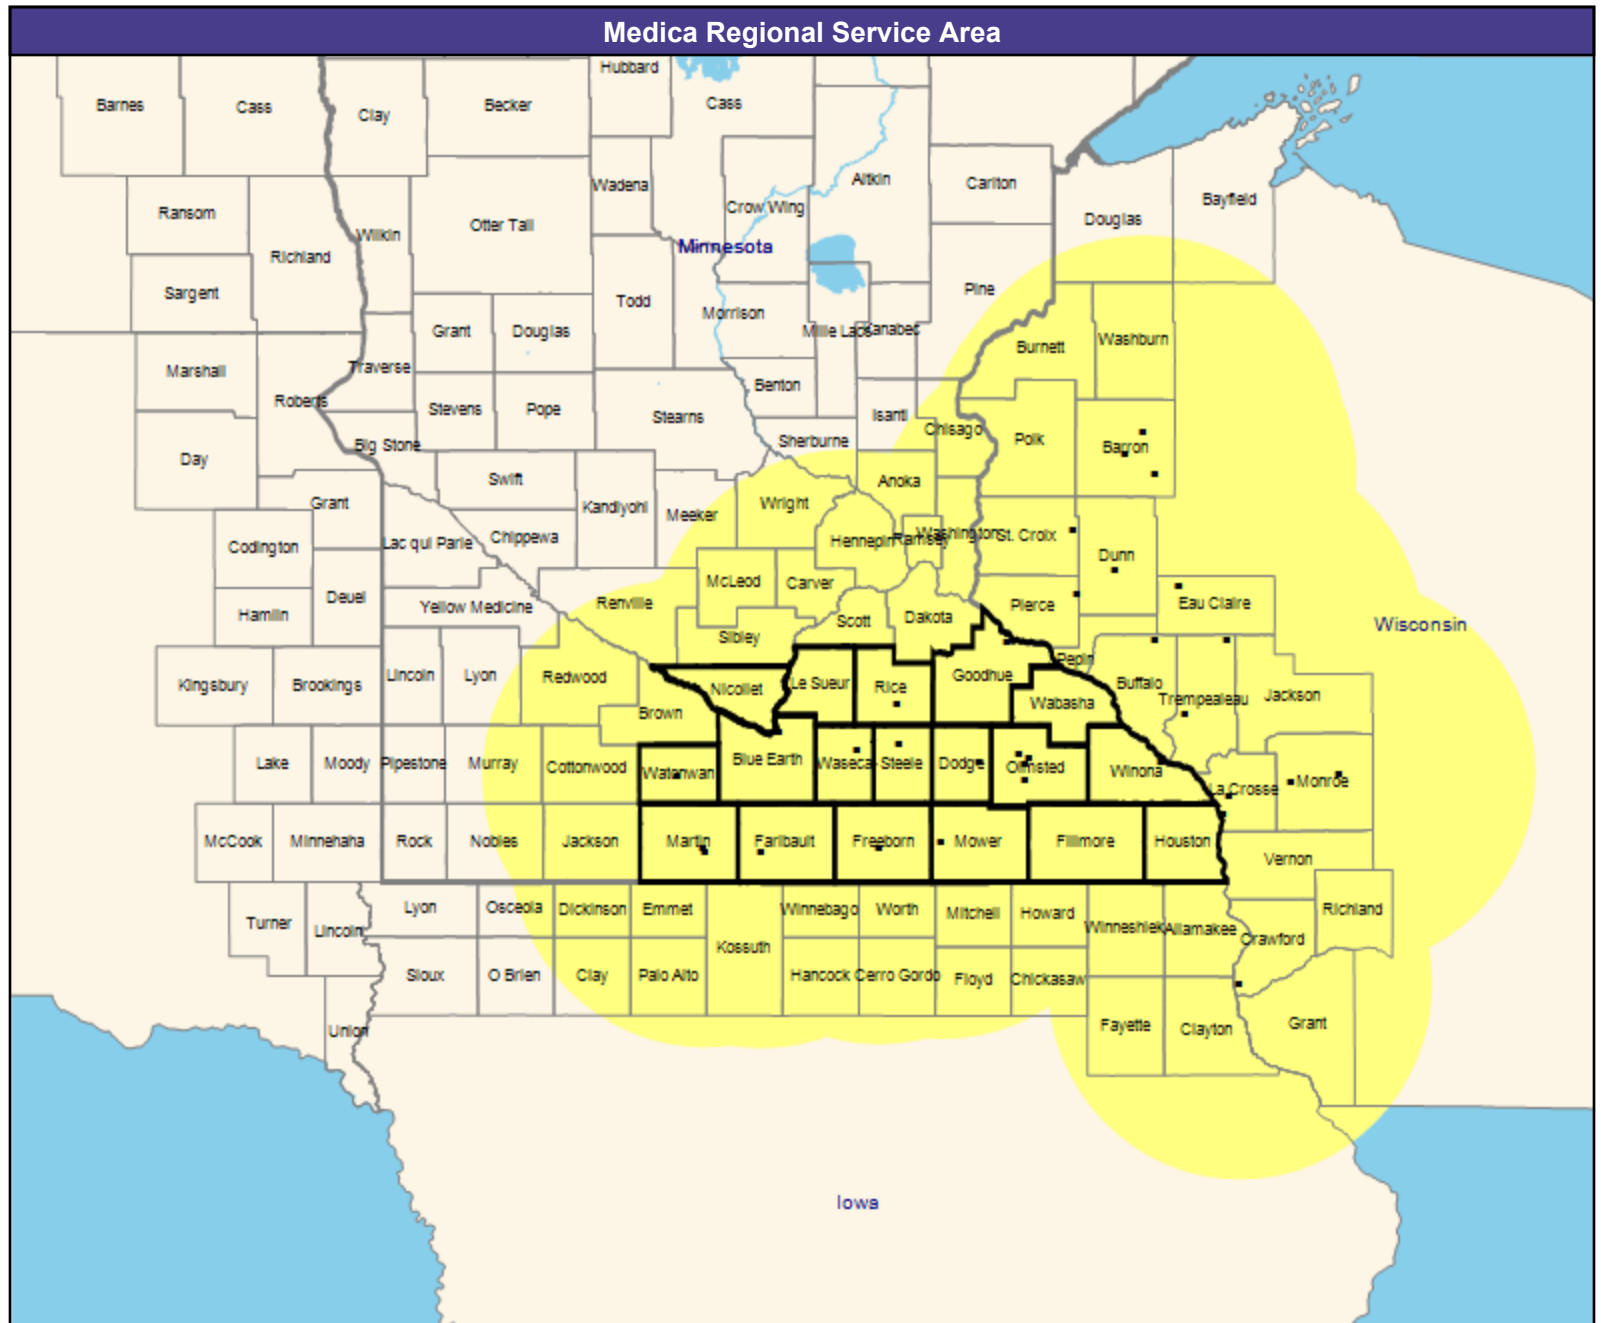 Medica Regional Service Area
Hubbard
Barnes
Cass
Clay
Becker
Cass
Wadena
Aitkin
Carlton
Crow Wing
Bayfield
Douglas
Ransom
Otter Tail
Wilkin
Minnesota
Richland
Sargent
Pine
Todd
Morrison
Grant
Douglas
Mille Lacs
Kanabec
Burnett
Washburn
Marshall
Traverse
Roberts
Benton
Stevens
Pope
Stearns
Isanti
Chisago
Polk
Barron
Big Stone
Sherburne
Day
Swift
Anoka
Grant
Kandiyohi
Meeker
Wright
Codington
Lac qui Parle
Chippewa
Hennepin
Ramsey
Washington
St. Croix
Dunn
Deuel
McLeod
Carver
Hamlin
Yellow Medicine
Renville
Scott
Dakota
Pierce
Eau Claire
Wisconsin
Sibley
Pepin
Kingsbury
Brookings
Lincoln
Lyon
Redwood
Nicollet
Le Sueur
Rice
Goodhue
Buffalo
Trempealeau
Jackson
Brown
Wabasha
Lake
Moody
Pipestone
Murray
Cottonwood
Watonwan
Blue Earth
Waseca
Steele
Dodge
Olmsted
Winona
La Crosse
Monroe
McCook
Minnehaha
Rock
Nobles
Jackson
Martin
Faribault
Freeborn
Mower
Fillmore
Houston
Vernon
Turner
Lincoln
Lyon
Osceola
Dickinson
Emmet
Kossuth
Winnebago
Worth
Mitchell
Howard
Winneshiek
Allamakee
Crawford
Richland
Sioux
O Brien
Clay
Palo Alto
Hancock
Cerro Gordo
Floyd
Chickasaw
Union
Fayette
Clayton
Grant
Iowa